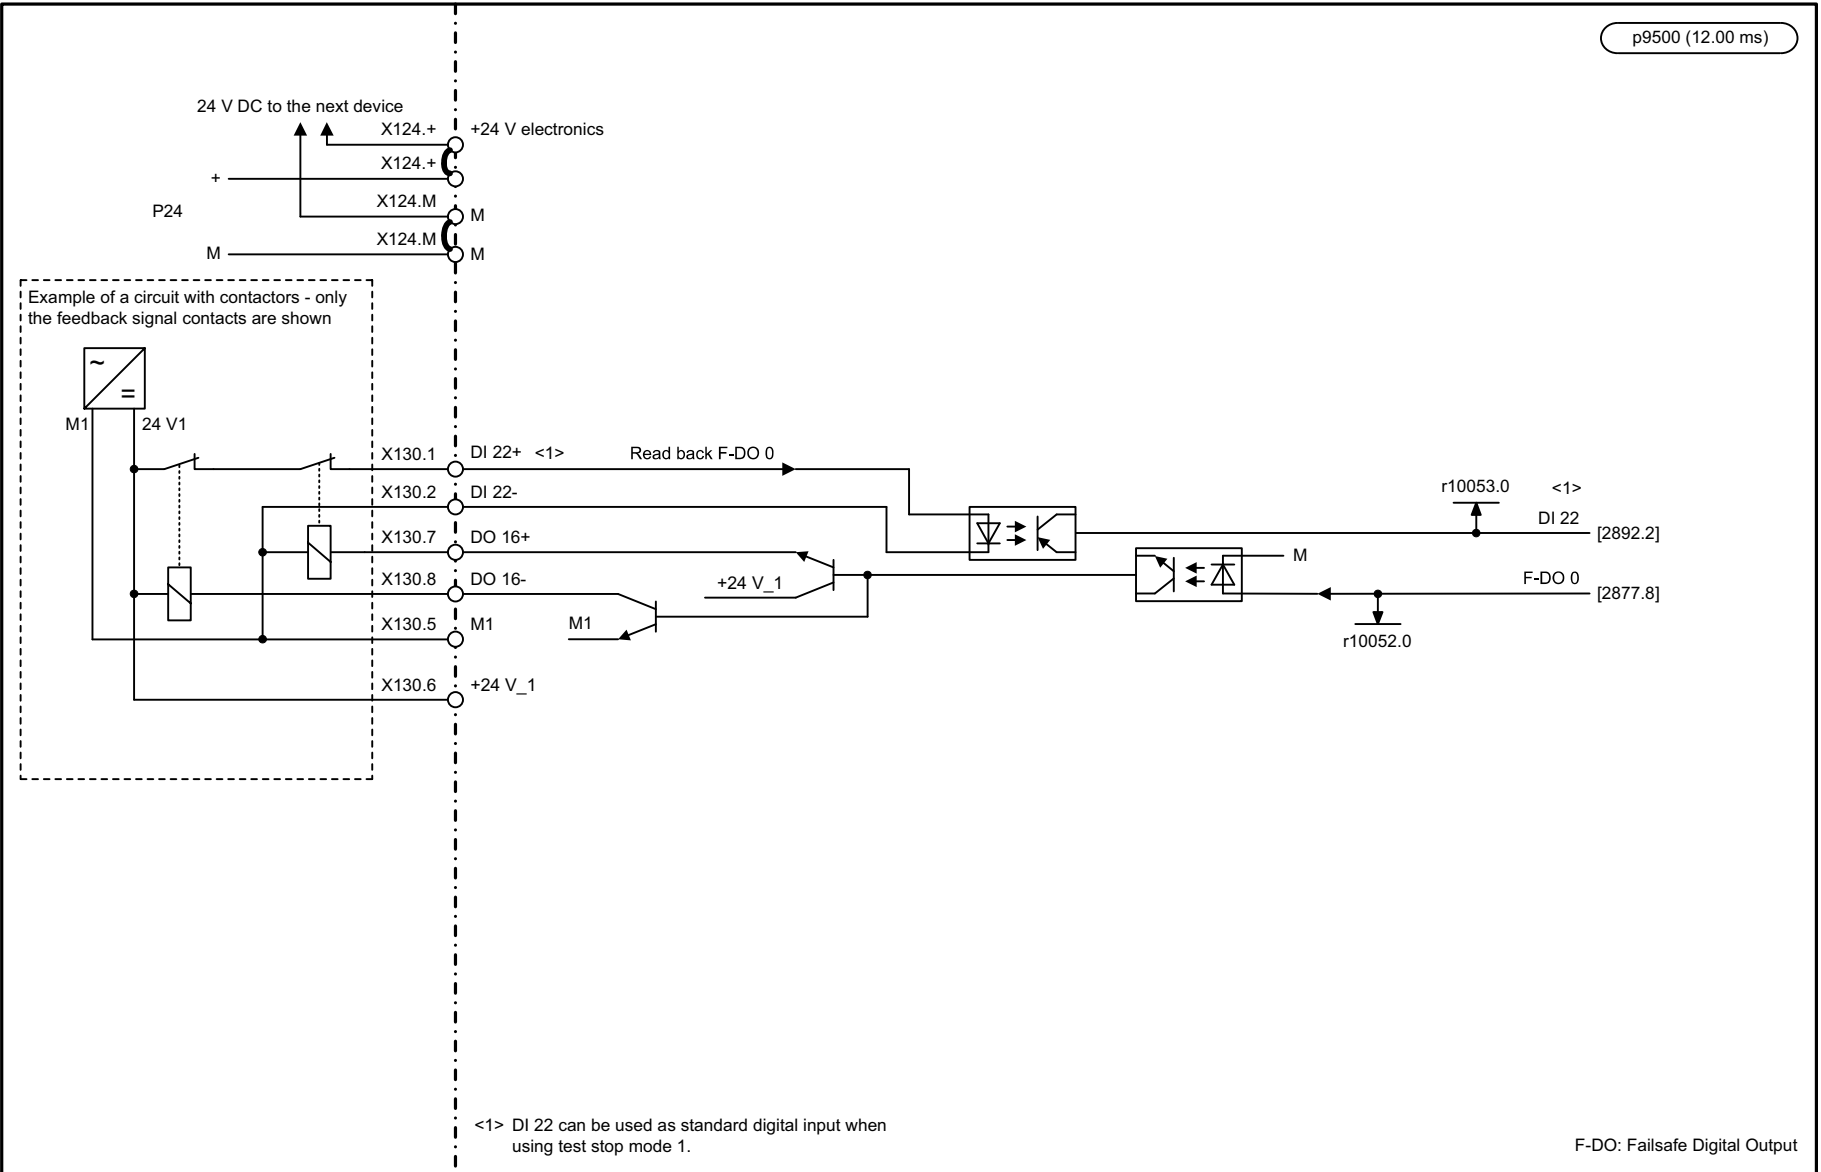 p9500 (12.00 ms)
24 V DC to the next device
X124.+
+24 V electronics
X124.+
+
X124.M
P24
M
X124.M
M
M
Example of a circuit with contactors - only
the feedback signal contacts are shown
~
=
M1
24 V1
X130.1
DI 22+
<1>
Read back F-DO 0
X130.2
DI 22-
r10053.0
<1>
DI 22
[2892.2]
X130.7
DO 16+
M
X130.8
DO 16-
+24 V_1
F-DO 0
[2877.8]
X130.5
M1
M1
r10052.0
X130.6
+24 V_1
<1> DI 22 can be used as standard digital input when
using test stop mode 1.
F-DO: Failsafe Digital Output